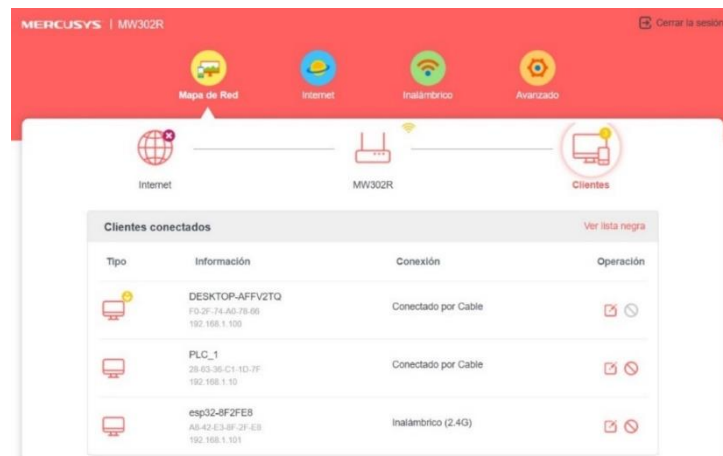 MERCUSYS | MW302R
Cerrar la sesión
Mapa de Red
Internet
Inalámbrico
Avanzado
Internet
MW302R
Clientes
Clientes conectados
Ver lista negra
Tipo Información Conexión Operación
DESKTOP-AFFV2TQ
F0-2F-74-A0-78-66
192.168.1.100
Conectado por Cable
PLC_1
28-63-36-C1-1D-7F
192.168.1.10
Conectado por Cable
esp32-8F2FE8
A8-42-E3-8F-2F-E8
192.168.1.101
Inalámbrico (2.4G)